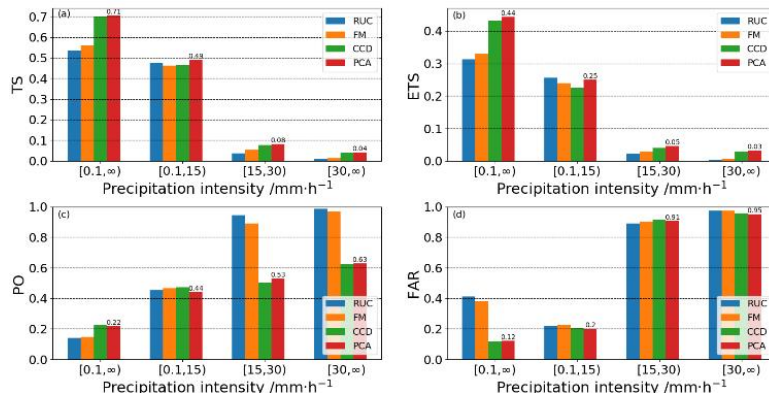 (a)
0.71
0.49
0.08
0.04
RUC
FM
CCD
PCA
TS
0.7
0.6
0.5
0.4
0.3
0.2
0.1
0.0
[0.1,∞)
[0.1,15)
[15,30)
[30,∞)
Precipitation intensity /mm·h⁻¹
(b)
0.44
0.25
0.05
0.03
RUC
FM
CCD
PCA
ETS
0.4
0.3
0.2
0.1
0.0
[0.1,∞)
[0.1,15)
[15,30)
[30,∞)
Precipitation intensity /mm·h⁻¹
(c)
0.22
0.44
0.53
0.63
RUC
FM
CCD
PCA
PO
1.0
0.8
0.6
0.4
0.2
0.0
[0.1,∞)
[0.1,15)
[15,30)
[30,∞)
Precipitation intensity /mm·h⁻¹
(d)
0.12
0.2
0.91
0.95
RUC
FM
CCD
PCA
FAR
1.0
0.8
0.6
0.4
0.2
0.0
[0.1,∞)
[0.1,15)
[15,30)
[30,∞)
Precipitation intensity /mm·h⁻¹